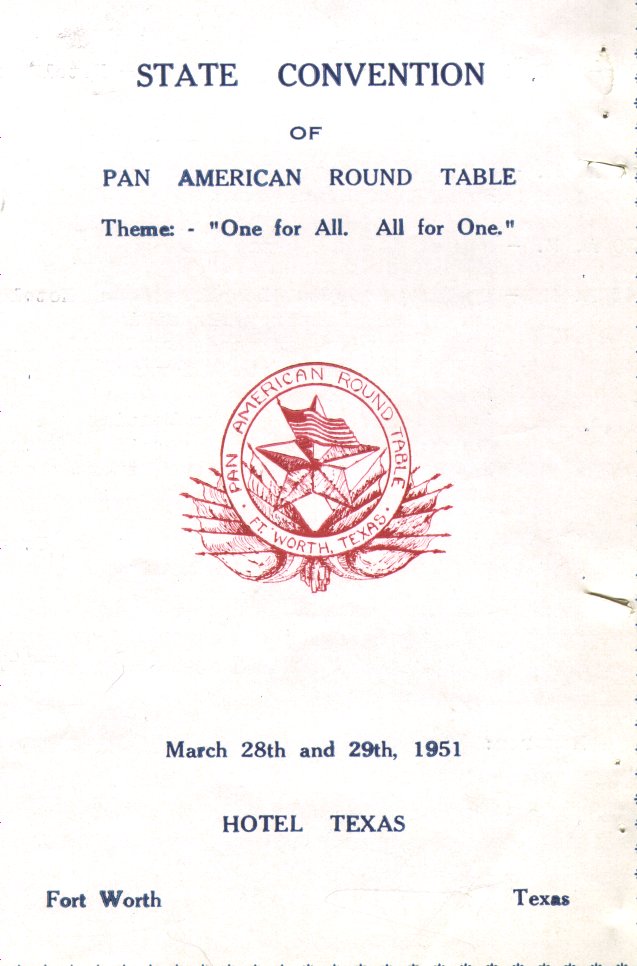 STATE CONVENTION
OF
PAN AMERICAN ROUND TABLE
Theme: - "One for All. All for One."
PAN AMERICAN ROUND TABLE
· FT. WORTH, TEXAS ·
March 28th and 29th, 1951
HOTEL TEXAS
Fort Worth Texas